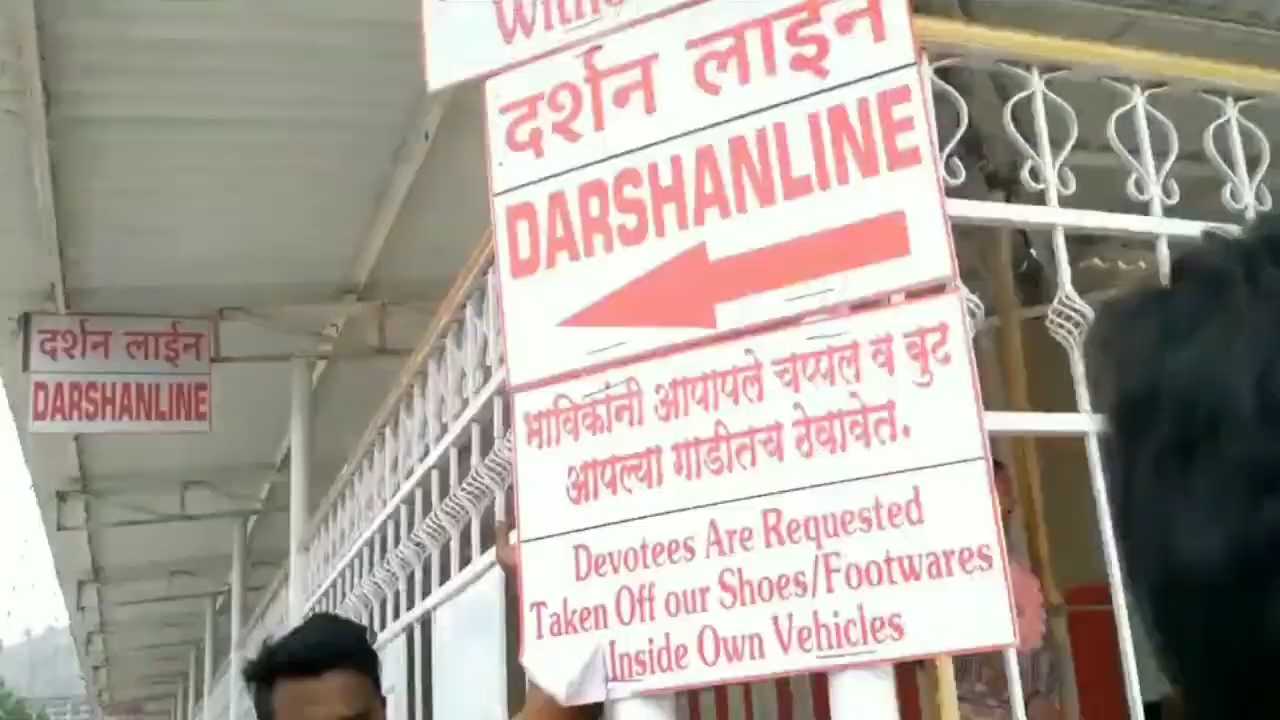 दर्शन लाईन
DARSHANLINE
भाविकांनी आपापले चप्पल व बुट
आपल्या गाडीतच ठेवावेत.
Devotees Are Requested
Taken Off our Shoes/Footwares
Inside Own Vehicles
दर्शन लाईन
DARSHANLINE